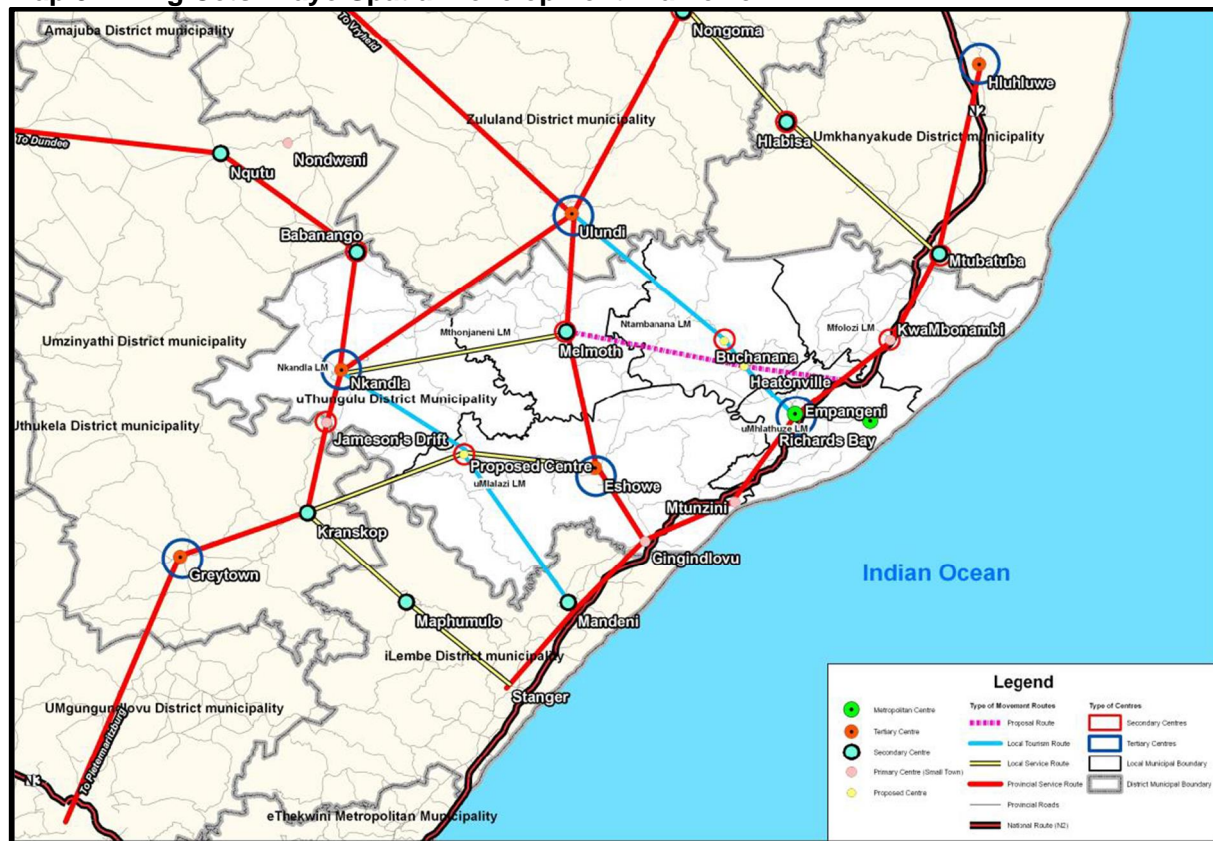 Amajuba District municipality
To Vryheid
Nongoma
Hluhluwe
N2
Zululand District municipality
Hlabisa
Umkhanyakude District municipality
To Dundee
Nondweni
Nqutu
Babanango
Ulundi
Mtubatuba
Ntambanana LM
Mfolozi LM
Mthonjaneni LM
KwaMbonambi
Umzinyathi District municipality
Melmoth
Buchanana
Nkandla LM
Nkandla
Heatonville
uThungulu District Municipality
Empangeni
Uthukela District municipality
uMhlathuze LM
Jameson's Drift
Richards Bay
Proposed Centre
uMlalazi LM
Eshowe
Mtunzini
Kranskop
Gingindlovu
Greytown
Indian Ocean
Maphumulo
Mandeni
iLembe District municipality
Stanger
UMgungundlovu District municipality
To Pietermaritzburg
N3
eThekwini Metropolitan Municipality
Legend
Type of Movement Routes
Type of Centres
Metropolitan Centre
Tertiary Centre
Secondary Centre
Primary Centre (Small Town)
Proposed Centre
Proposal Route
Local Tourism Route
Local Service Route
Provincial Service Route
Provincial Roads
National Route (N2)
Secondary Centres
Tertiary Centres
Local Municipal Boundary
District Municipal Boundary